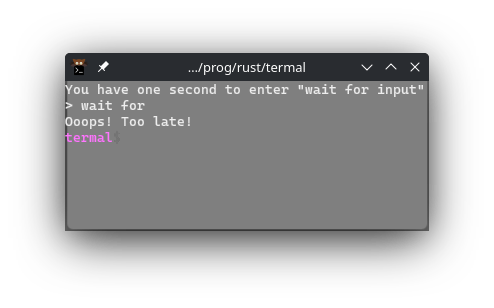 .../prog/rust/termal
You have one second to enter "wait for input"
> wait for
Ooops! Too late!
termal$